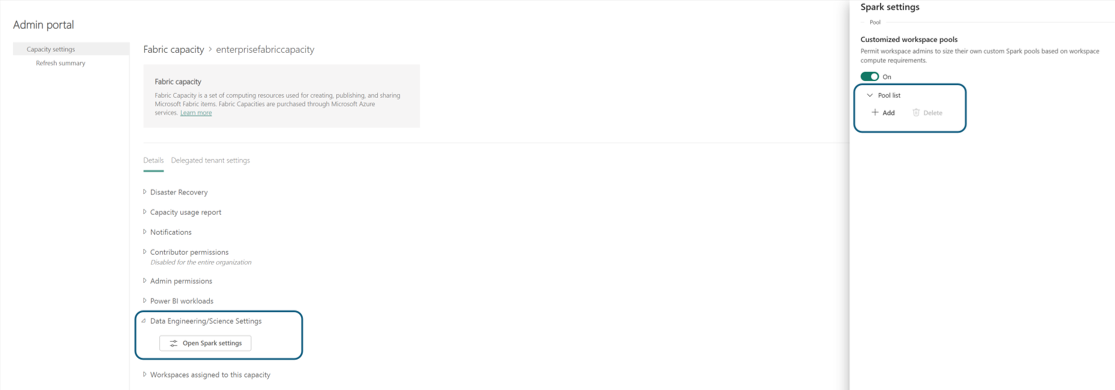 Admin portal
Capacity settings
Refresh summary
Fabric capacity > enterprisefabriccapacity
Fabric capacity
Fabric Capacity is a set of computing resources used for creating, publishing, and sharing
Microsoft Fabric items. Fabric Capacities are purchased through Microsoft Azure
services. Learn more
Details Delegated tenant settings
Disaster Recovery
Capacity usage report
Notifications
Contributor permissions
Disabled for the entire organization
Admin permissions
Power BI workloads
Data Engineering/Science Settings
Open Spark settings
Workspaces assigned to this capacity
Spark settings
Pool
Customized workspace pools
Permit workspace admins to size their own custom Spark pools based on workspace
compute requirements.
On
Pool list
Add Delete